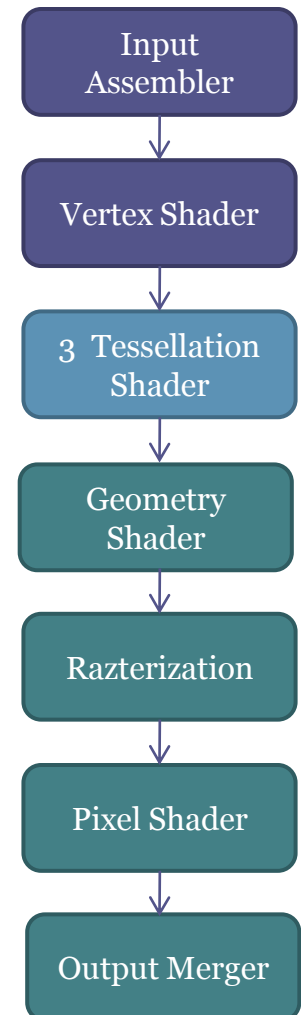 Input
Assembler
Vertex Shader
3 Tessellation
Shader
Geometry
Shader
Razterization
Pixel Shader
Output Merger